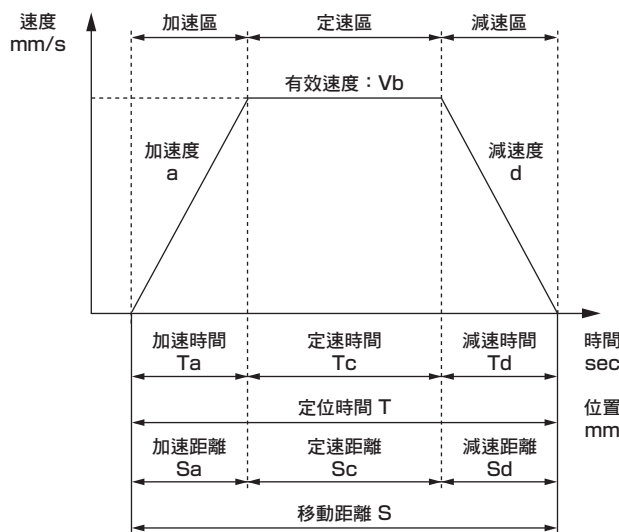 速度
mm/s
加速區
定速區
減速區
有效速度：Vb
加速度
a
減速度
d
加速時間
Ta
定速時間
Tc
減速時間
Td
時間
sec
定位時間 T
位置
mm
加速距離
Sa
定速距離
Sc
減速距離
Sd
移動距離 S